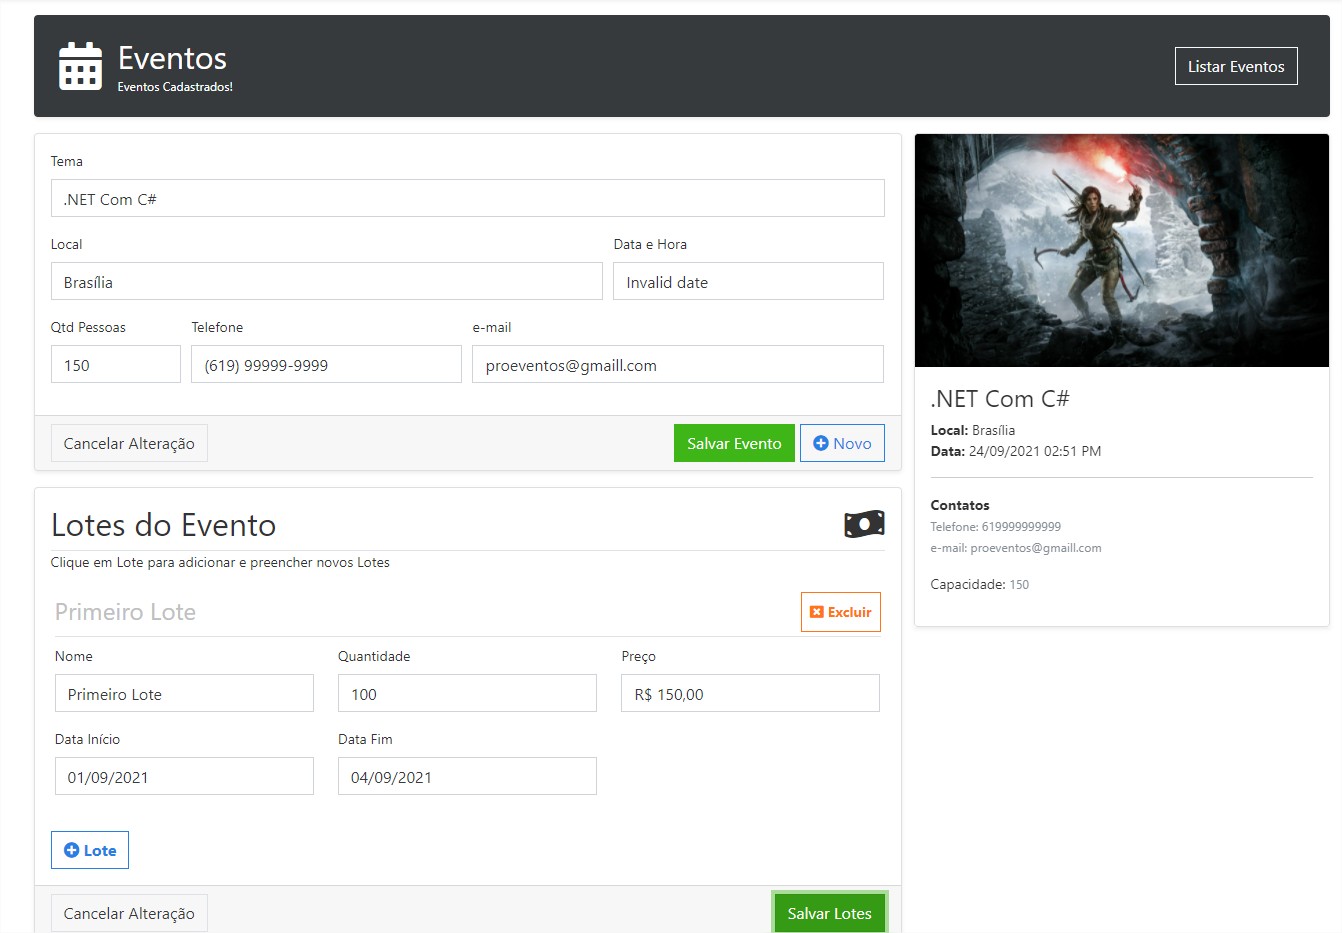 Eventos
Eventos Cadastrados!
Listar Eventos
Tema
.NET Com C#
Local
Data e Hora
Brasília
Invalid date
Qtd Pessoas
Telefone
e-mail
150
(619) 99999-9999
proeventos@gmaill.com
Cancelar Alteração
Salvar Evento
Novo
Lotes do Evento
Clique em Lote para adicionar e preencher novos Lotes
Primeiro Lote
Excluir
Nome
Quantidade
Preço
Primeiro Lote
100
R$ 150,00
Data Início
Data Fim
01/09/2021
04/09/2021
Lote
Cancelar Alteração
Salvar Lotes
.NET Com C#
Local: Brasília
Data: 24/09/2021 02:51 PM
Contatos
Telefone: 619999999999
e-mail: proeventos@gmaill.com
Capacidade: 150